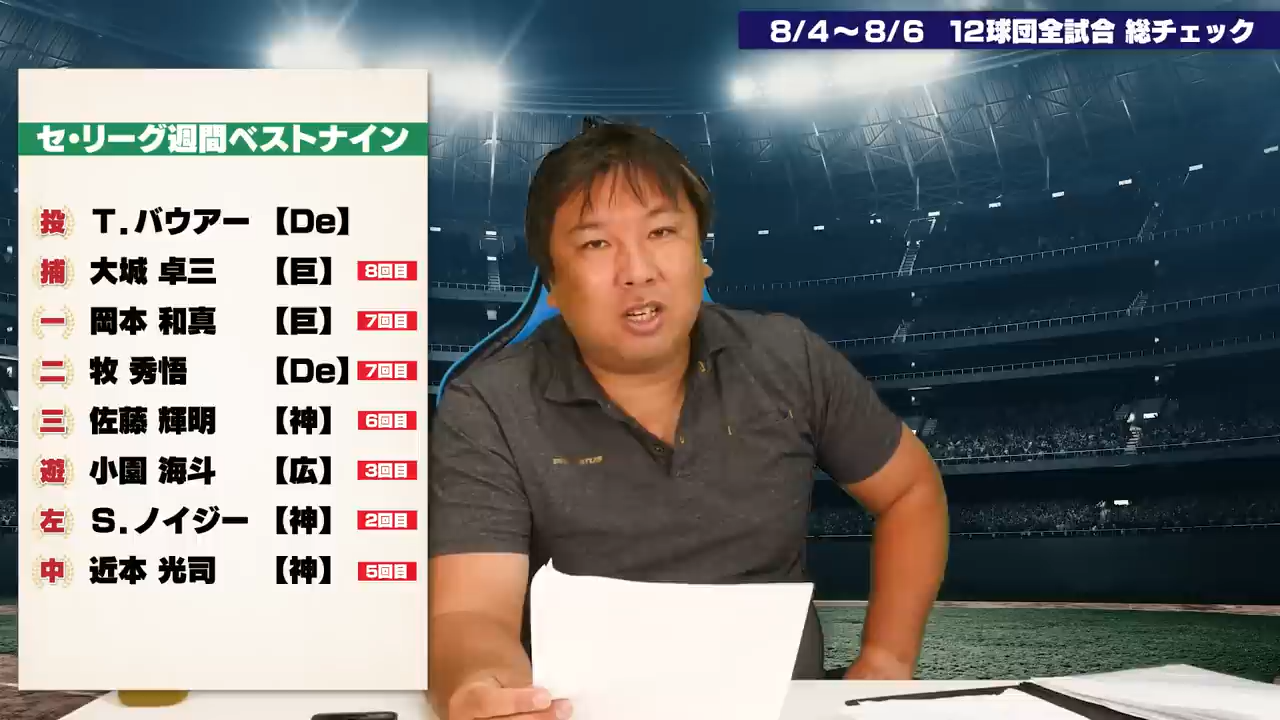 8/4～8/6 12球団全試合 総チェック
セ・リーグ週間ベストナイン
投 T.バウアー 【De】
捕 大城 卓三 【巨】 8回目
一 岡本 和真 【巨】 7回目
二 牧 秀悟 【De】 7回目
三 佐藤 輝明 【神】 6回目
遊 小園 海斗 【広】 3回目
左 S.ノイジー 【神】 2回目
中 近本 光司 【神】 5回目